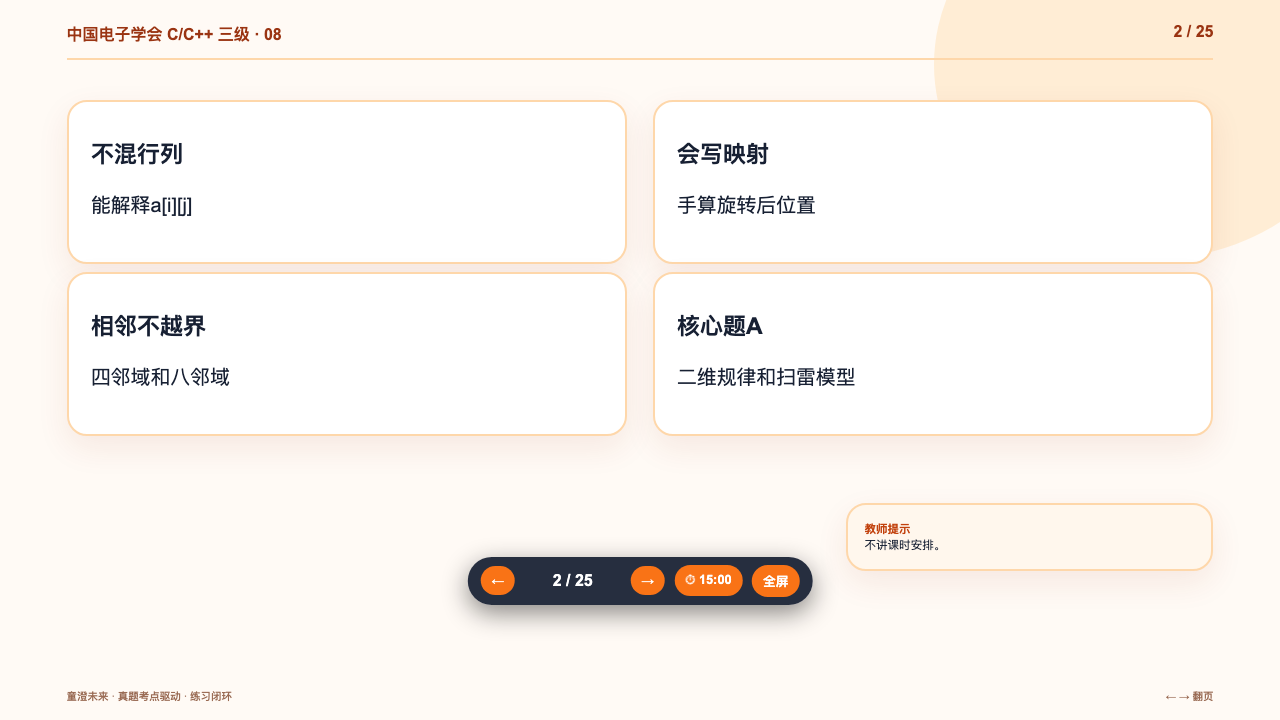 中国电子学会 C/C++ 三级 · 08
2 / 25
不混行列
能解释a[i][j]
会写映射
手算旋转后位置
相邻不越界
四邻域和八邻域
核心题A
二维规律和扫雷模型
教师提示
不讲课时安排。
← 2 / 25 → ⏱ 15:00 全屏
童澄未来 · 真题考点驱动 · 练习闭环
←→ 翻页